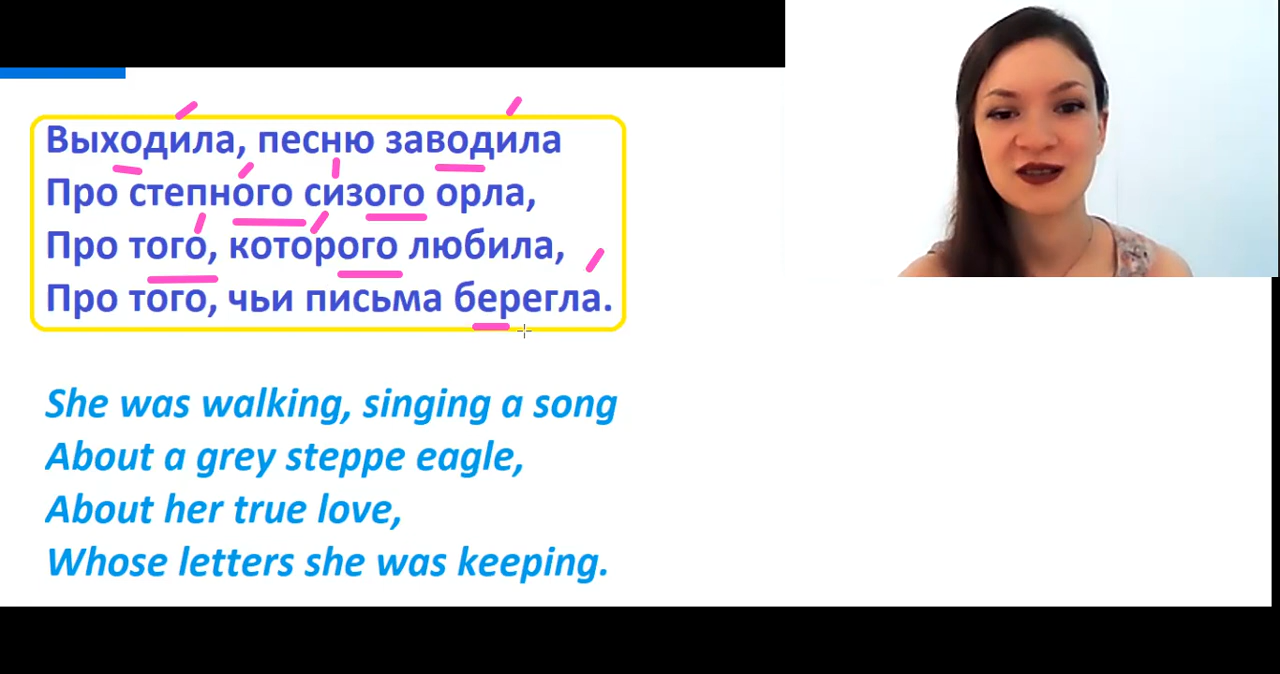 Выходила, песню заводила
Про степного сизого орла,
Про того, которого любила,
Про того, чьи письма берегла.
She was walking, singing a song
About a grey steppe eagle,
About her true love,
Whose letters she was keeping.